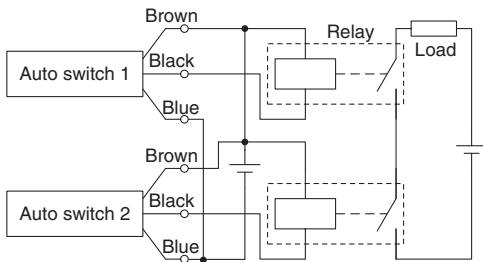 Brown
Relay
Load
Auto switch 1
Black
Blue
Brown
Auto switch 2
Black
Blue